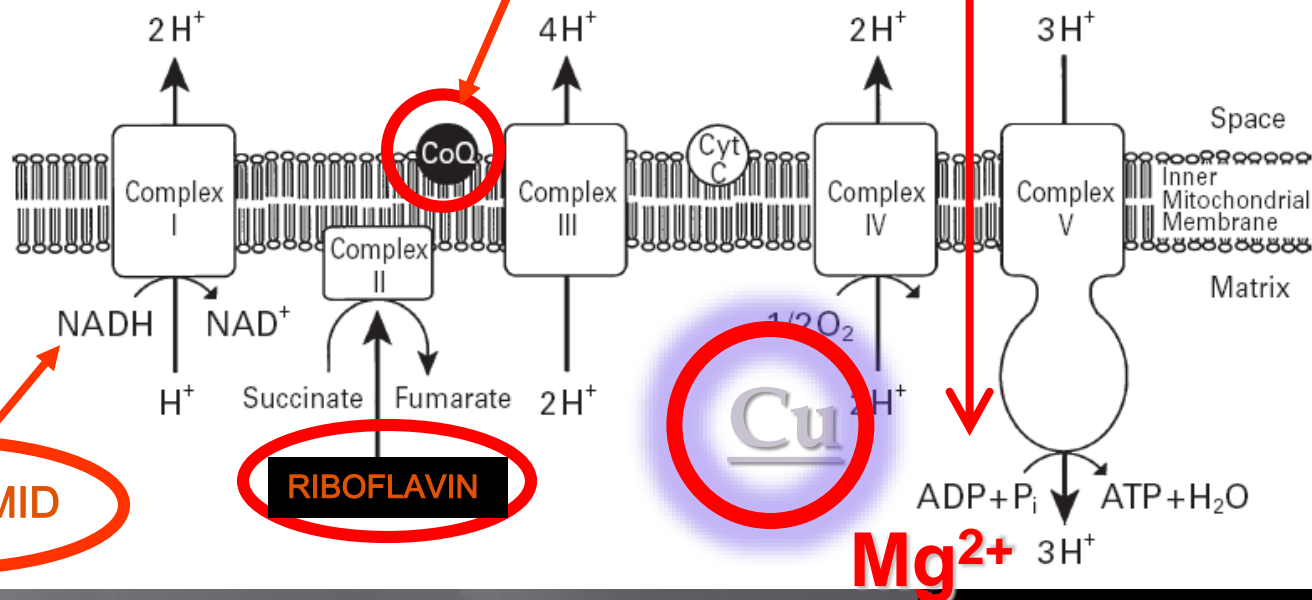 2H⁺
4H⁺
2H⁺
3H⁺
Space
CoQ
Cyt
C
Complex
I
Complex
III
Complex
IV
Complex
V
Inner
Mitochondrial
Membrane
Complex
II
Matrix
NADH
NAD⁺
1/2O₂
H⁺
Succinate
Fumarate
2H⁺
Cu
2H⁺
MID
RIBOFLAVIN
ADP+Pᵢ
ATP+H₂O
Mg²⁺
3H⁺